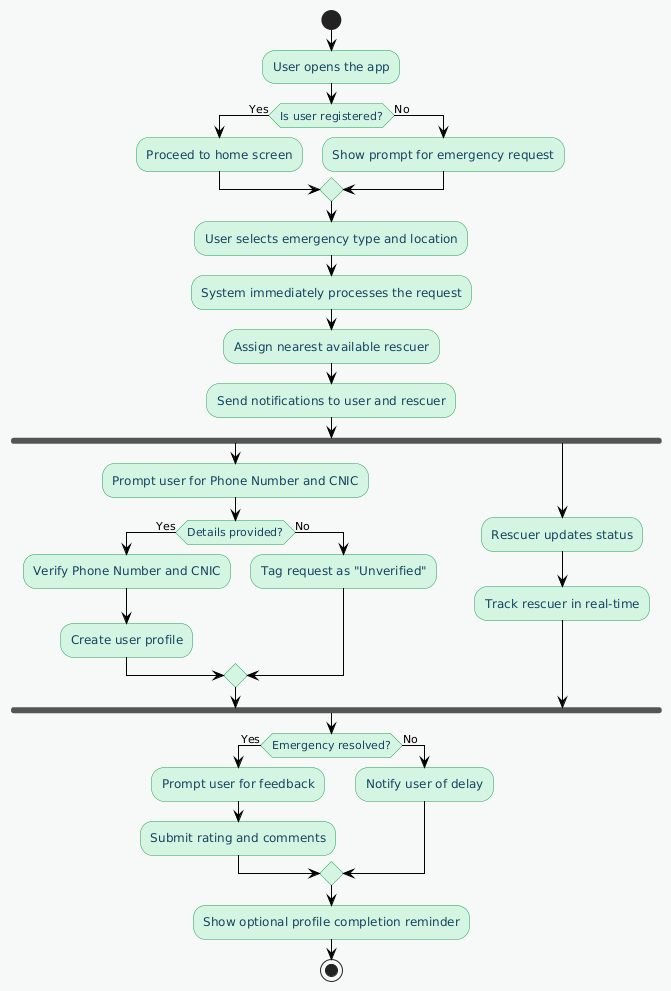 User opens the app
Yes
Is user registered?
No
Proceed to home screen
Show prompt for emergency request
User selects emergency type and location
System immediately processes the request
Assign nearest available rescuer
Send notifications to user and rescuer
Prompt user for Phone Number and CNIC
Yes
Details provided?
No
Verify Phone Number and CNIC
Tag request as "Unverified"
Create user profile
Rescuer updates status
Track rescuer in real-time
Yes
Emergency resolved?
No
Prompt user for feedback
Notify user of delay
Submit rating and comments
Show optional profile completion reminder